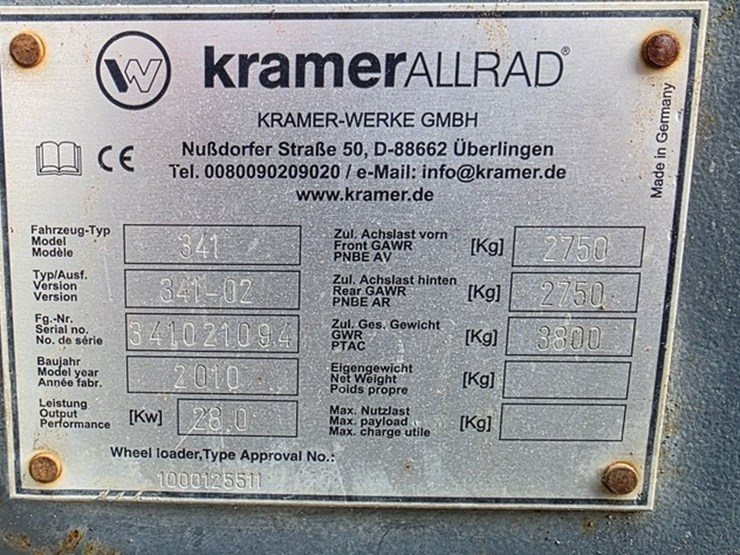 kramerALLRAD®
KRAMER-WERKE GMBH
Nußdorfer Straße 50, D-88662 Überlingen
CE
Tel. 0080090209020 / e-Mail: info@kramer.de
www.kramer.de
Made in Germany
Fahrzeug-Typ
Model
Modèle
341
Typ/Ausf.
Version
Version
341-02
Fg.-Nr.
Serial no.
No. de série
341021094
Baujahr
Model year
Année fabr.
2010
Leistung
Output
Performance
[Kw]
28.0
Zul. Achslast vorn
Front GAWR
PNBE AV
[Kg]
2750
Zul. Achslast hinten
Rear GAWR
PNBE AR
[Kg]
2750
Zul. Ges. Gewicht
GWR
PTAC
[Kg]
3800
Eigengewicht
Net Weight
Poids propre
[Kg]
Max. Nutzlast
Max. payload
Max. charge utile
[Kg]
Wheel loader,Type Approval No.:
1000125511